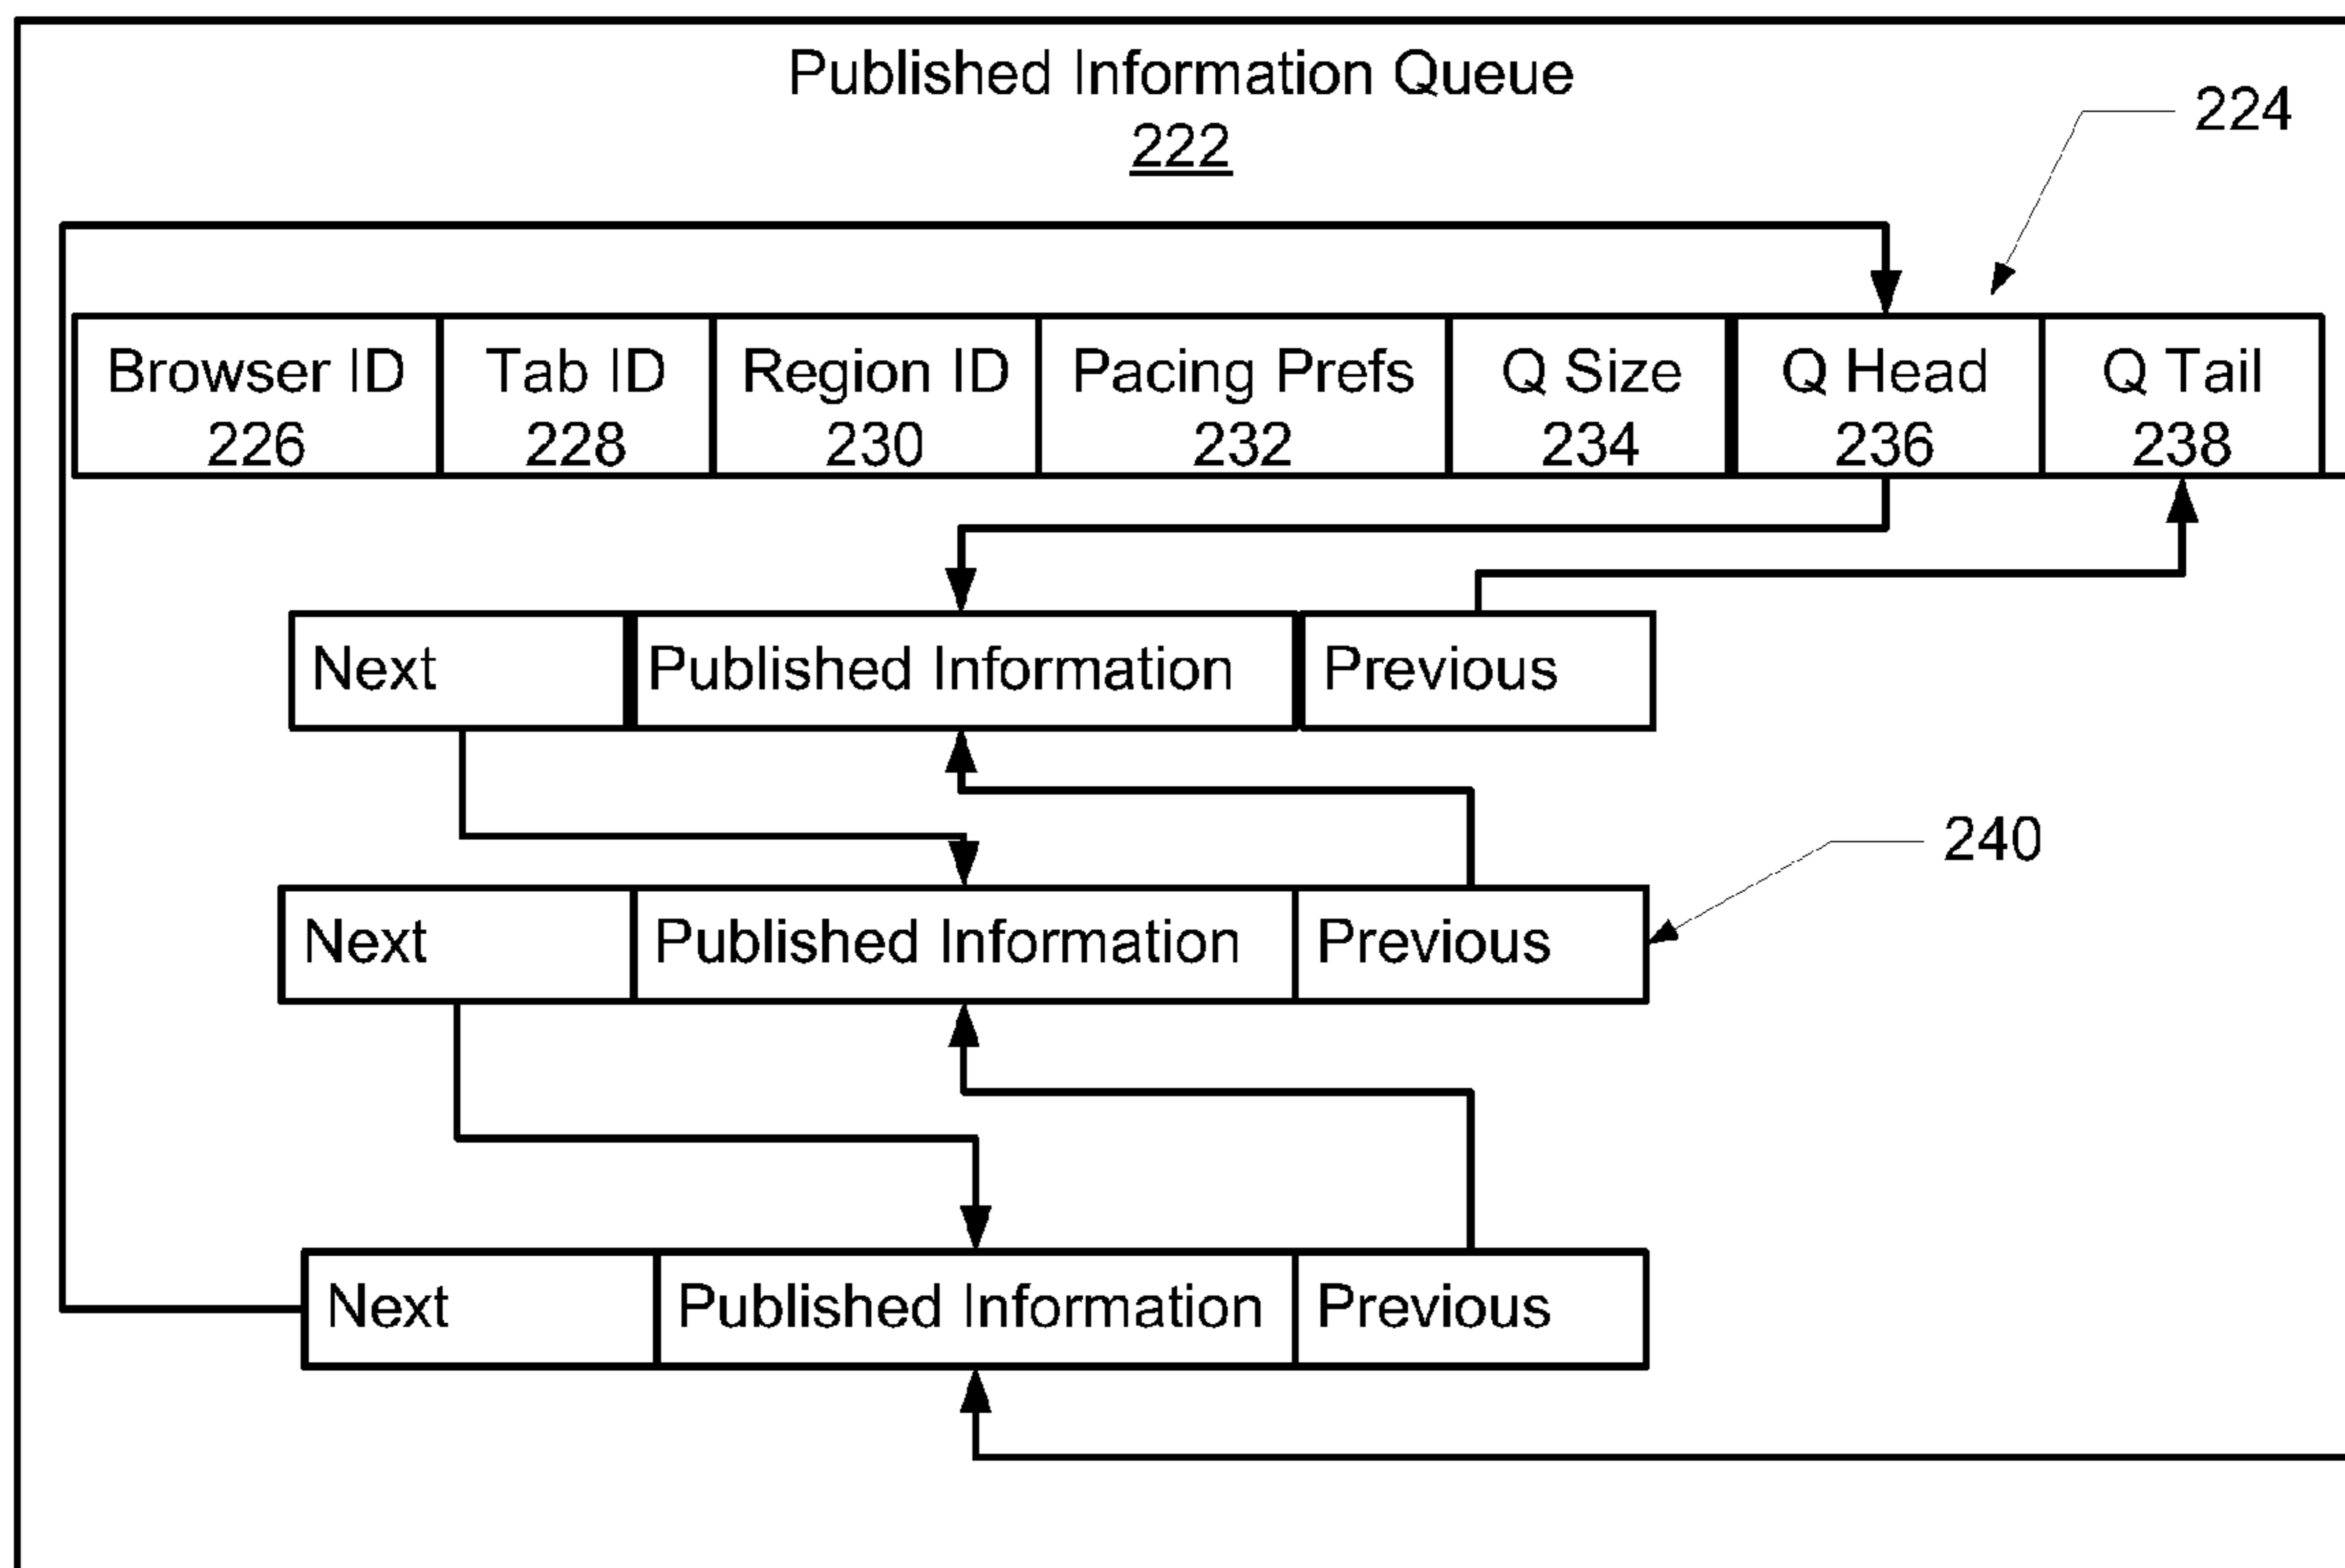 Published Information Queue
222
224
Browser ID Tab ID Region ID Pacing Prefs Q Size Q Head Q Tail
226 228 230 232 234 236 238
Next Published Information Previous
240
Next Published Information Previous
Next Published Information Previous